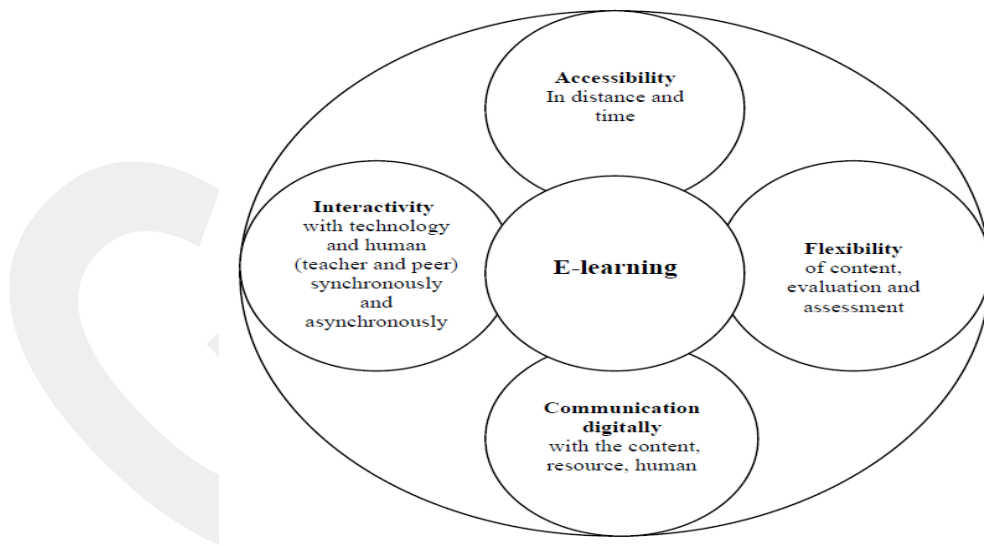 Accessibility
In distance and
time
Interactivity
with technology
and human
(teacher and peer)
synchronously
and
asynchronously
E-learning
Flexibility
of content,
evaluation and
assessment
Communication
digitally
with the content,
resource, human